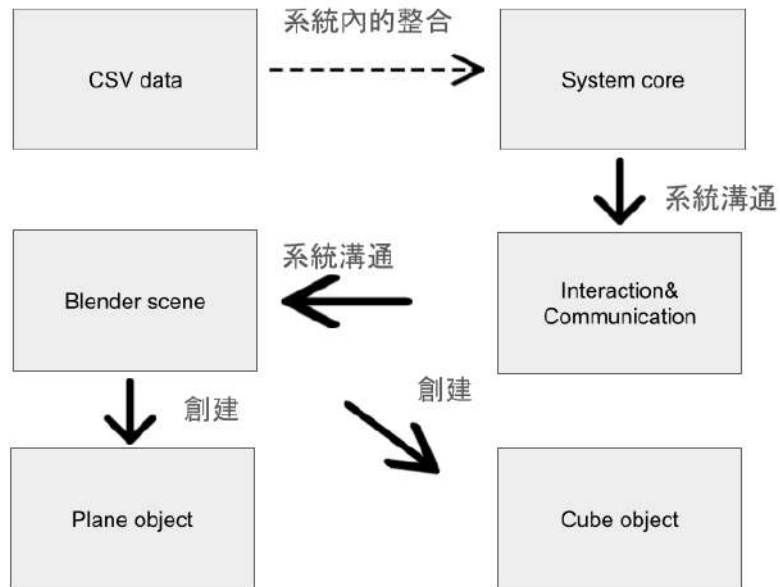 系統內的整合
CSV data
System core
系統溝通
系統溝通
Blender scene
Interaction&
Communication
創建
創建
Plane object
Cube object